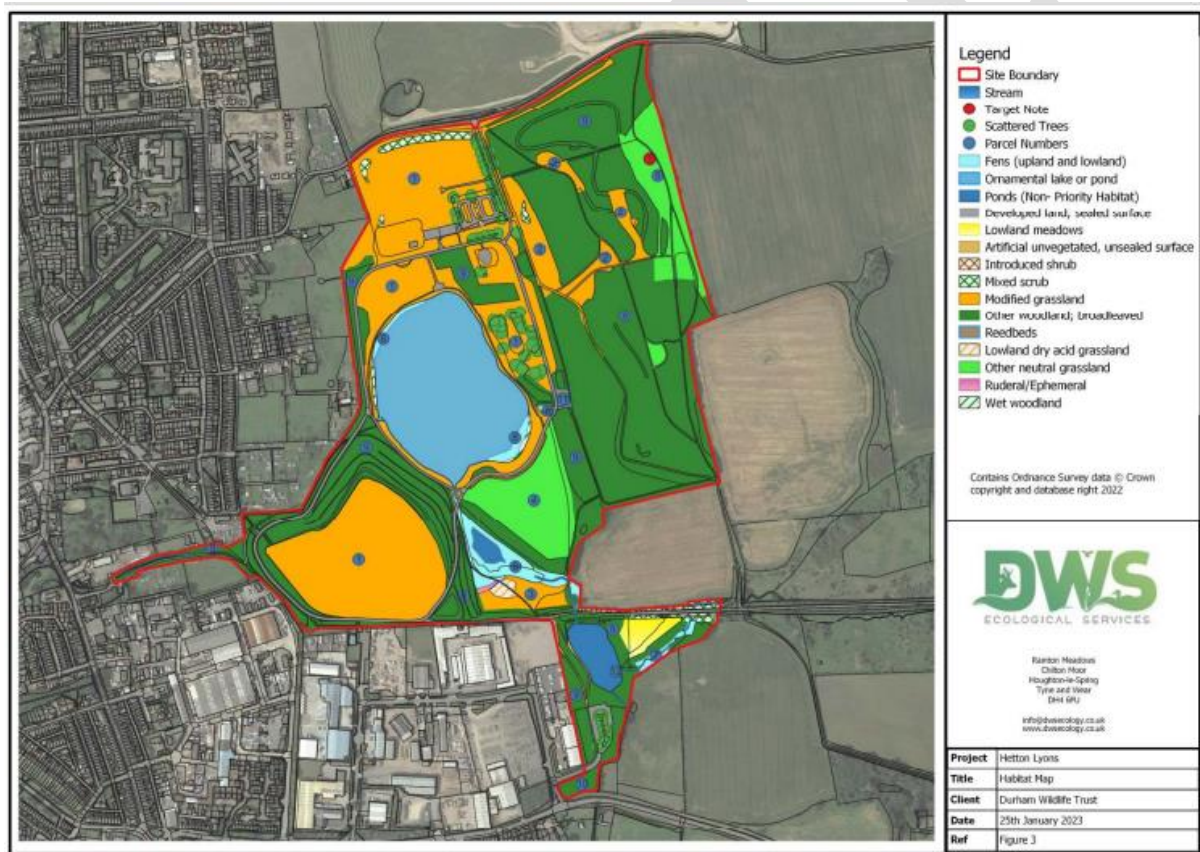 Legend
Site Boundary
Stream
Target Note
Scattered Trees
Parcel Numbers
Fens (upland and lowland)
Ornamental lake or pond
Ponds (Non- Priority Habitat)
Developed land; sealed surface
Lowland meadows
Artificial unvegetated, unsealed surface
Introduced shrub
Mixed scrub
Modified grassland
Other woodland; broadleaved
Reedbeds
Lowland dry acid grassland
Other neutral grassland
Ruderal/Ephemeral
Wet woodland
Contains Ordnance Survey data © Crown
copyright and database right 2022
DWS
ECOLOGICAL SERVICES
Rainton Meadows
Chilton Moor
Houghton-le-Spring
Tyne and Wear
DH4 6PU
info@dwsecology.co.uk
www.dwsecology.co.uk
Project Hetton Lyons
Title Habitat Map
Client Durham Wildlife Trust
Date 25th January 2023
Ref Figure 3